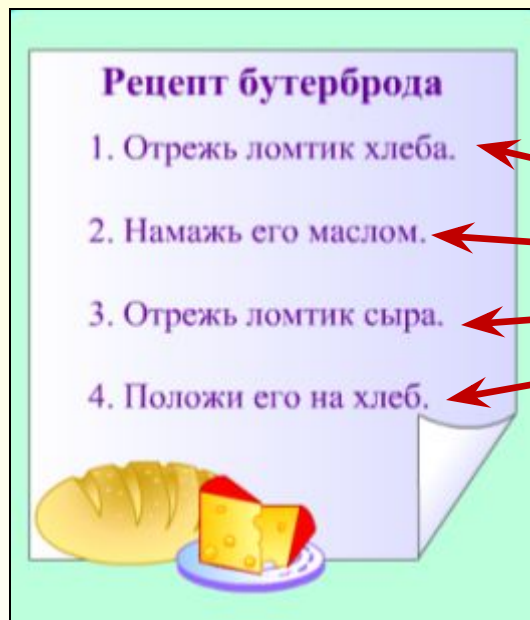 Рецепт бутерброда
1. Отрежь ломтик хлеба.
2. Намажь его маслом.
3. Отрежь ломтик сыра.
4. Положи его на хлеб.